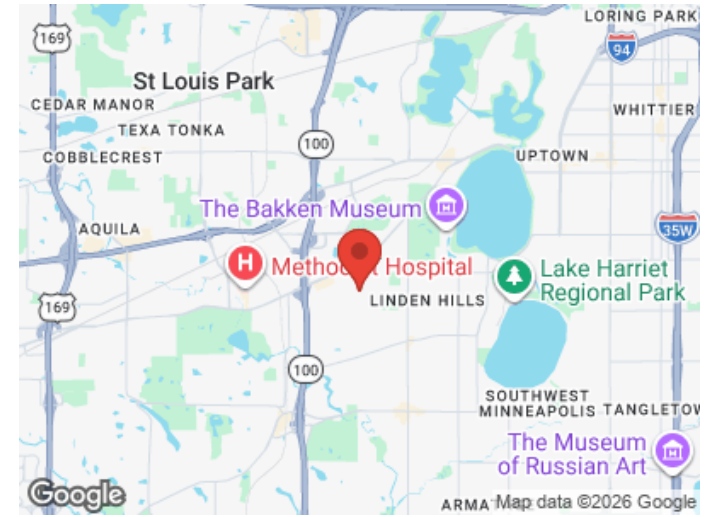 LORING PARK
169
94
St Louis Park
CEDAR MANOR
WHITTIER
TEXA TONKA
100
COBBLECREST
UPTOWN
The Bakken Museum
AQUILA
35W
H
Methodist Hospital
Lake Harriet
Regional Park
LINDEN HILLS
169
100
SOUTHWEST
MINNEAPOLIS
TANGLETOW
The Museum
of Russian Art
Google
ARMA
Map data ©2026 Google